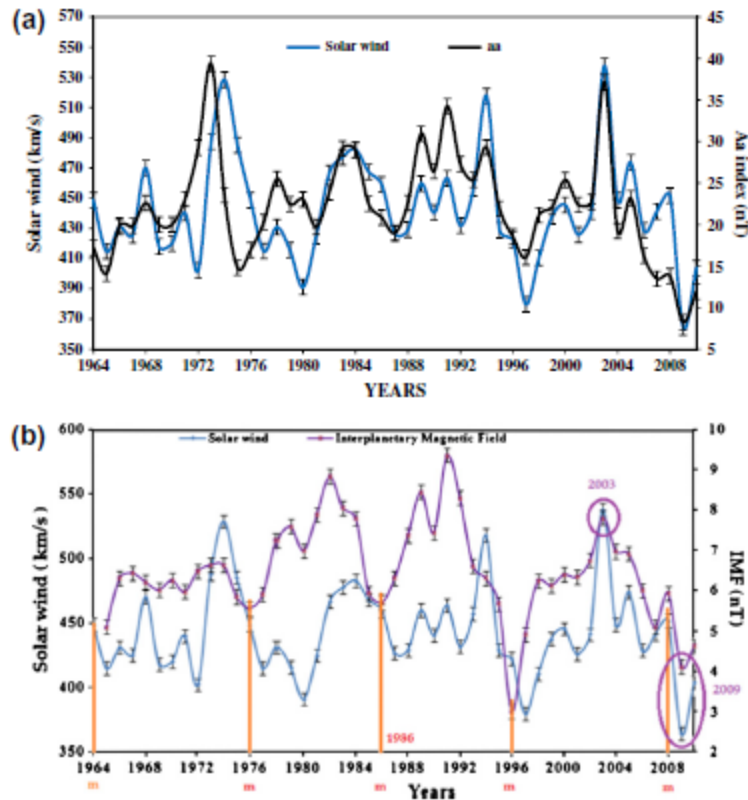 (a)
570
550
530
510
490
470
450
430
410
390
370
350
Solar wind (km/s)
Solar wind
aa
45
40
35
30
25
20
15
10
5
Aa index (nT)
1964 1968 1972 1976 1980 1984 1988 1992 1996 2000 2004 2008
YEARS
(b)
600
550
500
450
400
350
Solar wind (km/s)
Solar wind
Interplanetary Magnetic Field
10
9
8
7
6
5
4
3
2
IMF (nT)
2003
2009
1986
1964 1968 1972 1976 1980 1984 1988 1992 1996 2000 2004 2008
Years
m m m m m